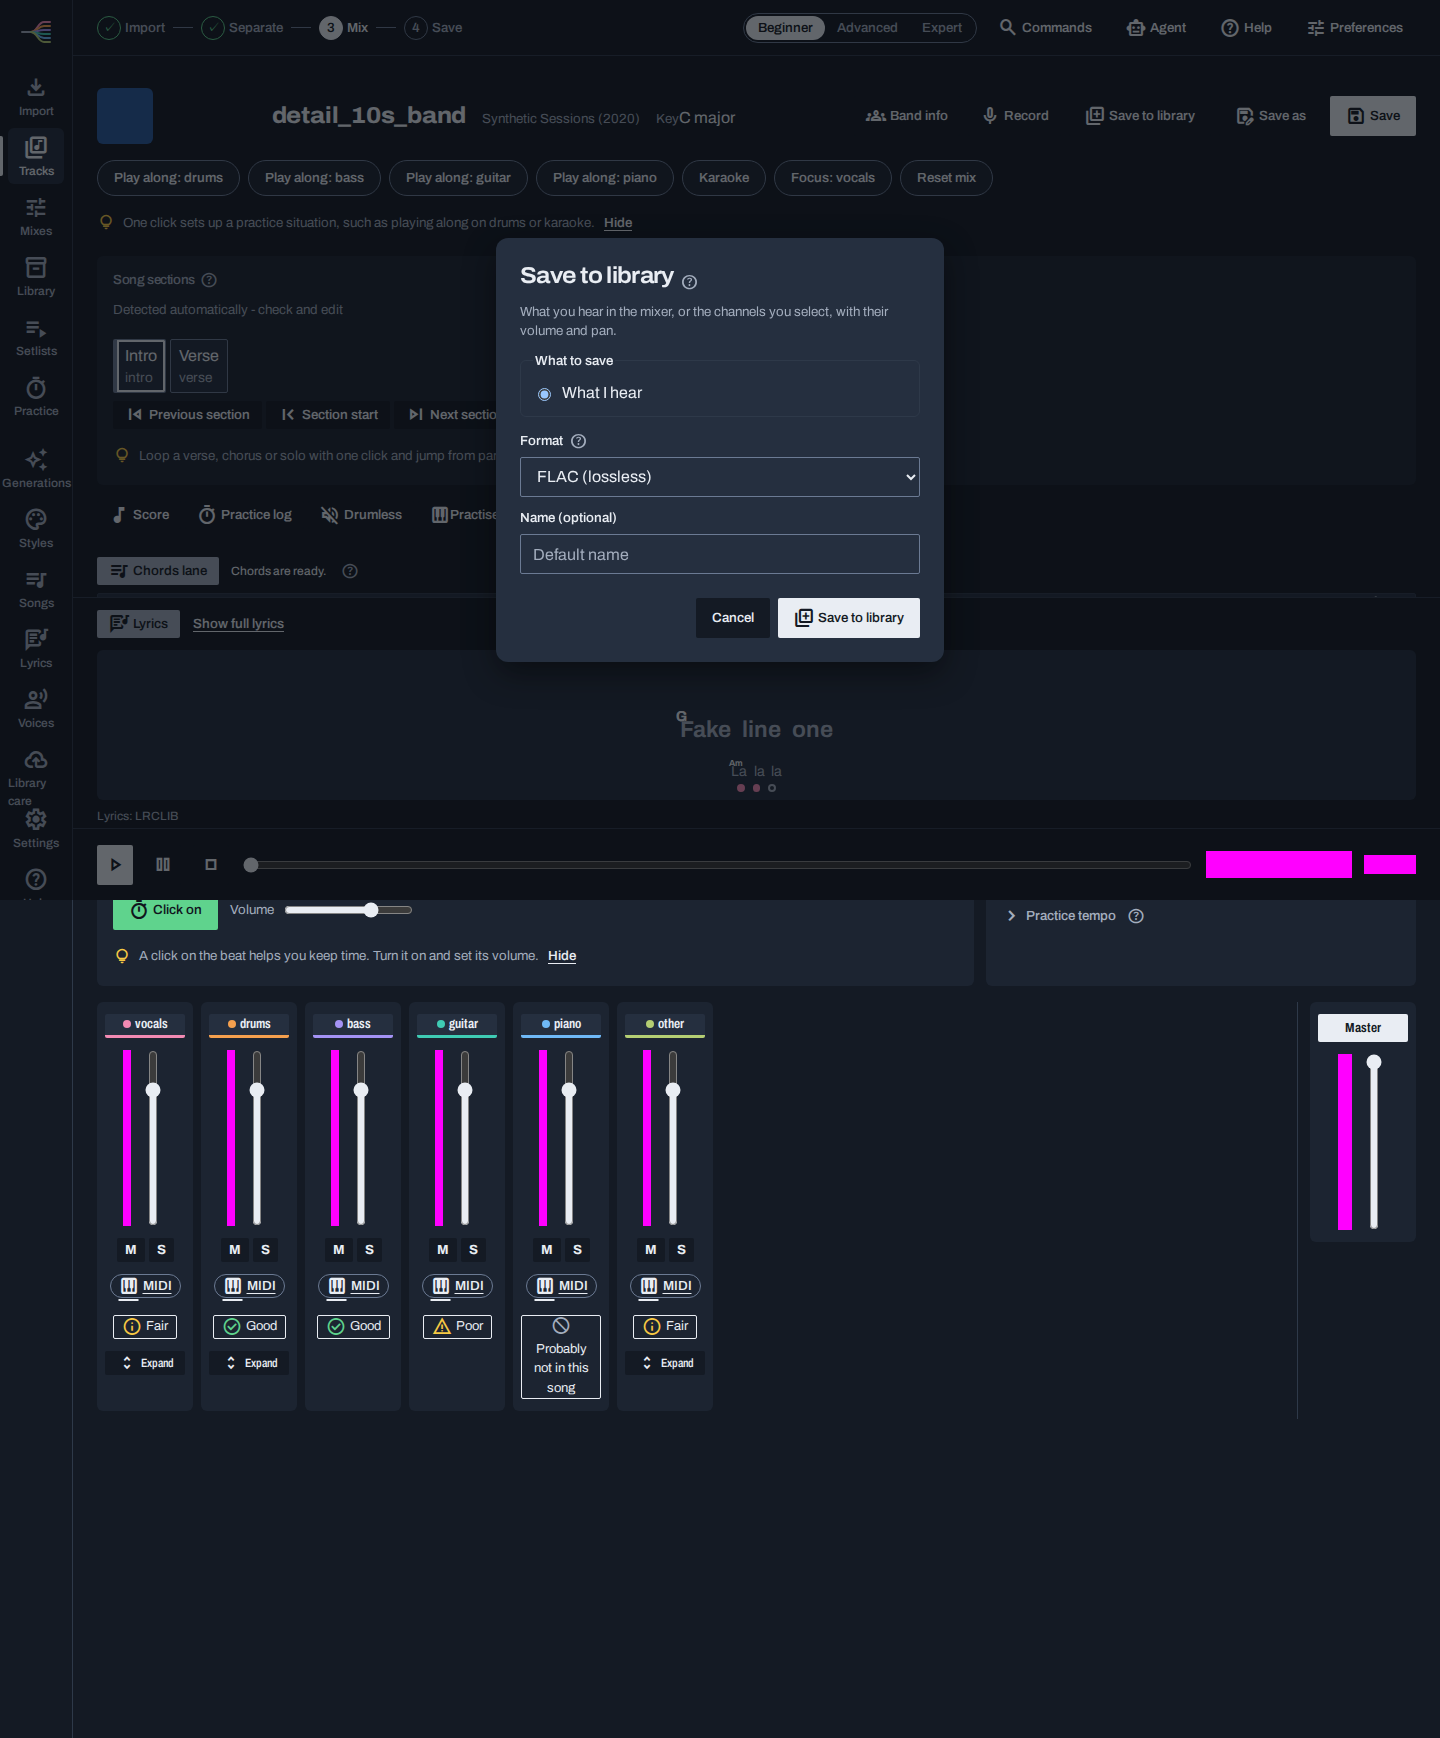 Import
Separate
3 Mix
4 Save
Beginner
Advanced
Expert
Commands
Agent
Help
Preferences
Import
Tracks
Mixes
Library
Setlists
Practice
Generations
Styles
Songs
Lyrics
Voices
Library care
Settings
detail_10s_band
Synthetic Sessions (2020)
KeyC major
Band info
Record
Save to library
Save as
Save
Play along: drums
Play along: bass
Play along: guitar
Play along: piano
Karaoke
Focus: vocals
Reset mix
One click sets up a practice situation, such as playing along on drums or karaoke. Hide
Song sections
Detected automatically - check and edit
Intro
intro
Verse
verse
Previous section
Section start
Next sectio
Loop a verse, chorus or solo with one click and jump from par
Score
Practice log
Drumless
Practise
Chords lane
Chords are ready.
Save to library
What you hear in the mixer, or the channels you select, with their
volume and pan.
What to save
What I hear
Format
FLAC (lossless)
Name (optional)
Default name
Cancel
Save to library
Lyrics
Show full lyrics
G
Fake line one
Am
La la la
Lyrics: LRCLIB
Click on
Volume
Practice tempo
A click on the beat helps you keep time. Turn it on and set its volume. Hide
vocals
drums
bass
guitar
piano
other
Master
M S
M S
M S
M S
M S
M S
MIDI
MIDI
MIDI
MIDI
MIDI
MIDI
Fair
Good
Good
Poor
Probably
not in this
song
Fair
Expand
Expand
Expand